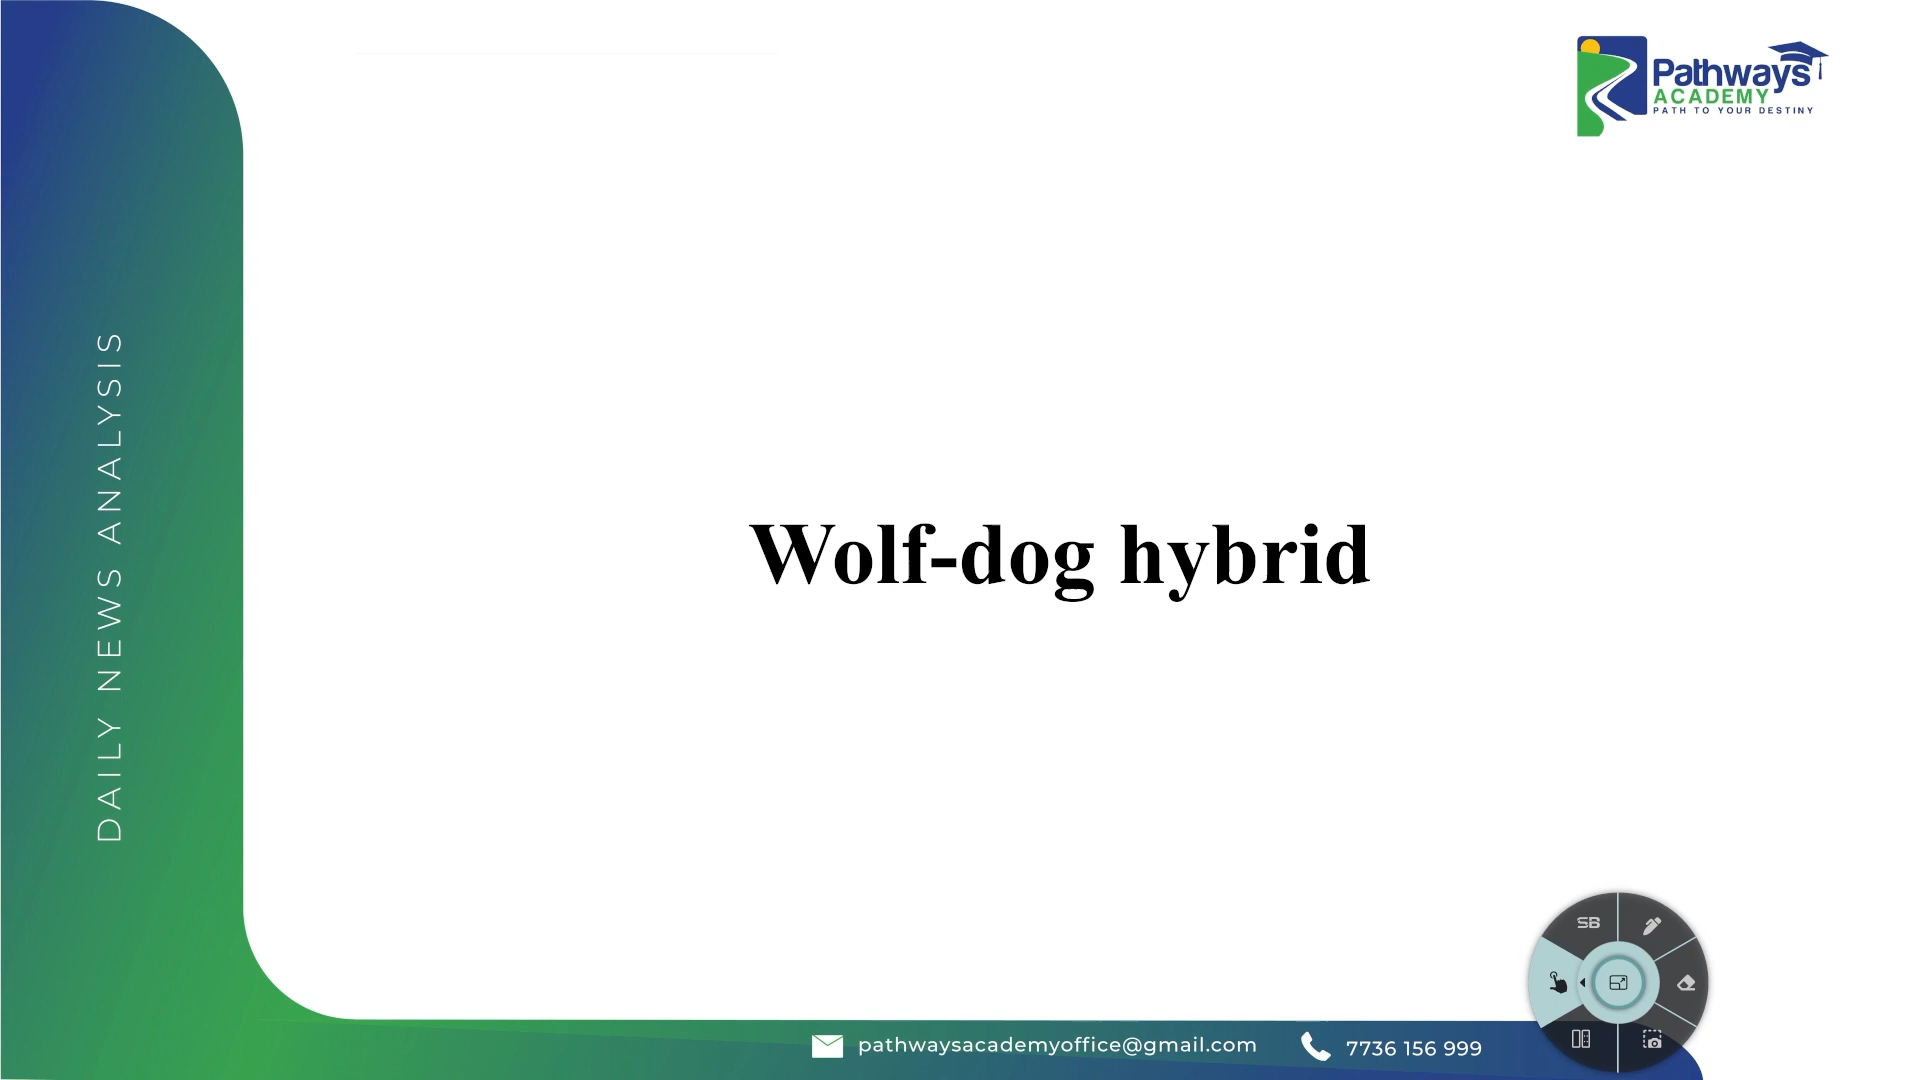 Pathways
ACADEMY
PATH TO YOUR DESTINY
DAILY NEWS ANALYSIS
Wolf-dog hybrid
SB
pathwaysacademyoffice@gmail.com
7736 156 999